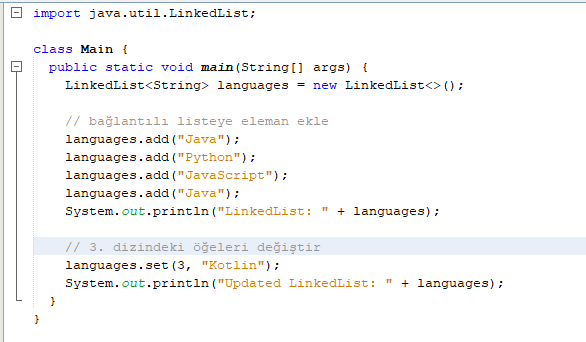 import java.util.LinkedList;
class Main {
public static void main(String[] args) {
LinkedList<String> languages = new LinkedList<>();
// bağlantılı listeye eleman ekle
languages.add("Java");
languages.add("Python");
languages.add("JavaScript");
languages.add("Java");
System.out.println("LinkedList: " + languages);
// 3. dizindeki öğeleri değiştir
languages.set(3, "Kotlin");
System.out.println("Updated LinkedList: " + languages);
}
}